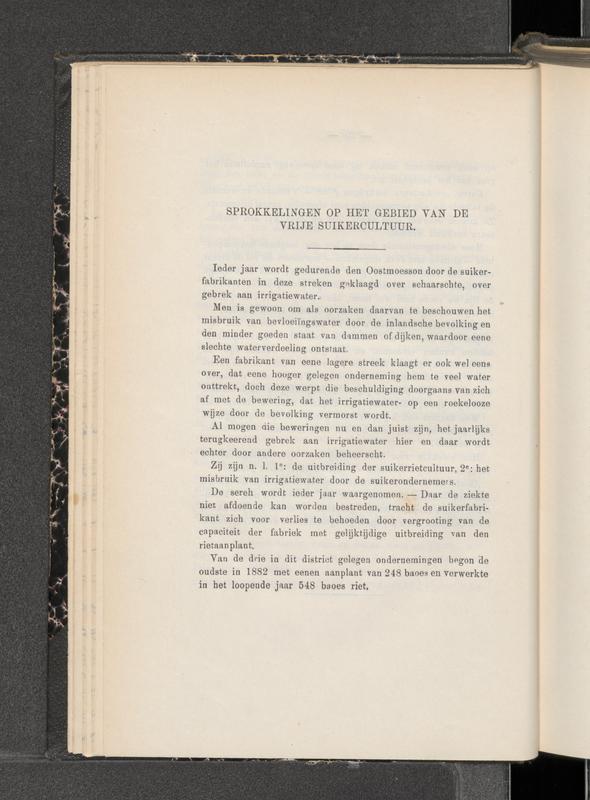 SPROKKELINGEN OP HET GEBIED VAN DE
VRIJE SUIKERCULTUUR.
Ieder jaar wordt gedurende den Oostmoesson door de suiker-
fabrikanten in deze streken geklaagd over schaarschte, over
gebrek aan irrigatiewater.
Men is gewoon om als oorzaken daarvan te beschouwen het
misbruik van bevloeiïngswater door de inlandsche bevolking en
den minder goeden staat van dammen of dijken, waardoor eene
slechte waterverdeeling ontstaat.
Een fabrikant van eene lagere streek klaagt er ook wel eens
over, dat eene hooger gelegen onderneming hem te veel water
onttrekt, doch deze werpt die beschuldiging doorgaans van zich
af met de bewering, dat het irrigatiewater- op een roekelooze
wijze door de bevolking vermorst wordt.
Al mogen die beweringen nu en dan juist zijn, het jaarlijks
terugkeerend gebrek aan irrigatiewater hier en daar wordt
echter door andere oorzaken beheerscht.
Zij zijn n. l. 1°: de uitbreiding der suikerrietcultuur, 2°: het
misbruik van irrigatiewater door de suikerondernemers.
De sereh wordt ieder jaar waargenomen. — Daar de ziekte
niet afdoende kan worden bestreden, tracht de suikerfabri-
kant zich voor verlies te behoeden door vergrooting van de
capaciteit der fabriek met gelijktijdige uitbreiding van den
rietaanplant.
Van de drie in dit district gelegen ondernemingen begon de
oudste in 1882 met eenen aanplant van 248 baoes en verwerkte
in het loopende jaar 548 baoes riet.